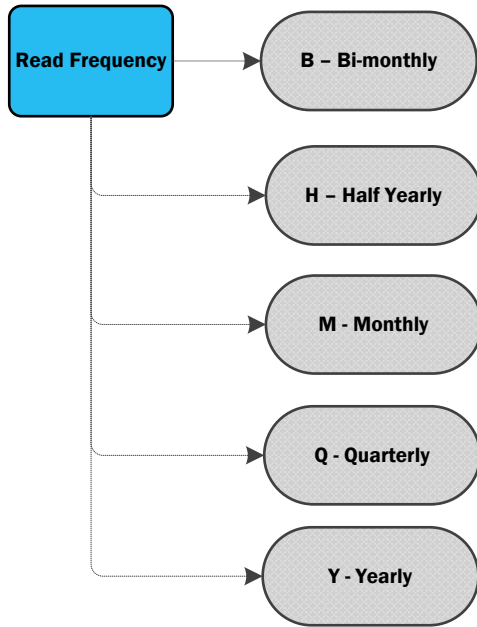 Read Frequency
B – Bi-monthly
H – Half Yearly
M - Monthly
Q - Quarterly
Y - Yearly